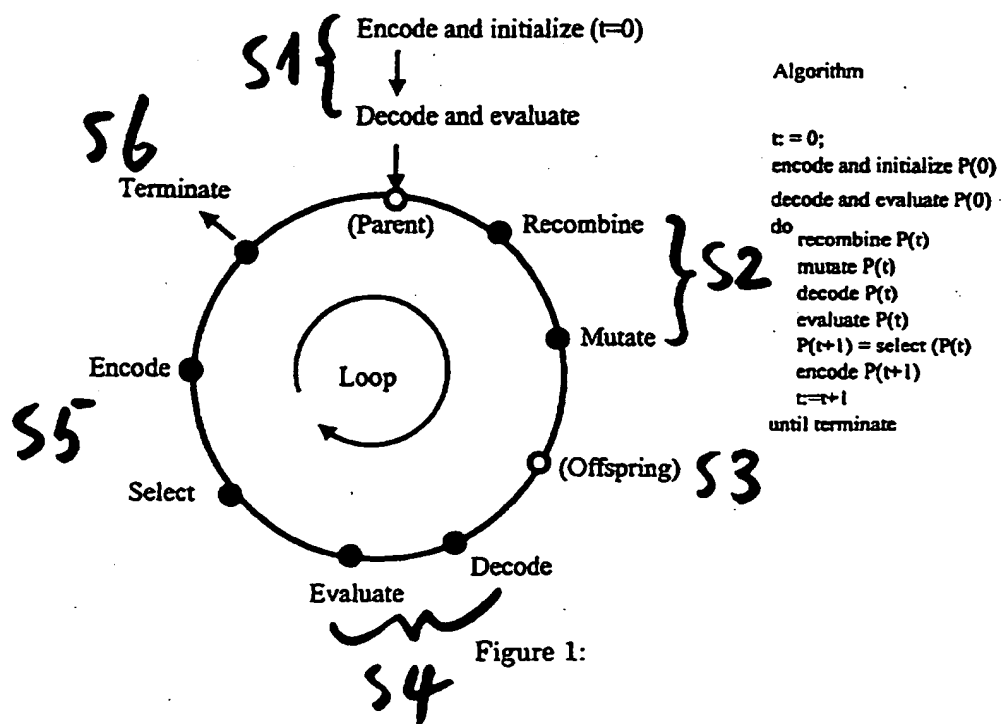 S1 { Encode and initialize (t=0)
Decode and evaluate
S6
Terminate
(Parent)
Recombine
} S2
Mutate
Encode
Loop
S5
(Offspring) S3
Select
Decode
Evaluate
Figure 1:
S4
Algorithm
t: = 0;
encode and initialize P(0)
decode and evaluate P(0)
do
recombine P(t)
mutate P(t)
decode P(t)
evaluate P(t)
P(t+1) = select (P(t)
encode P(t+1)
t:=t+1
until terminate